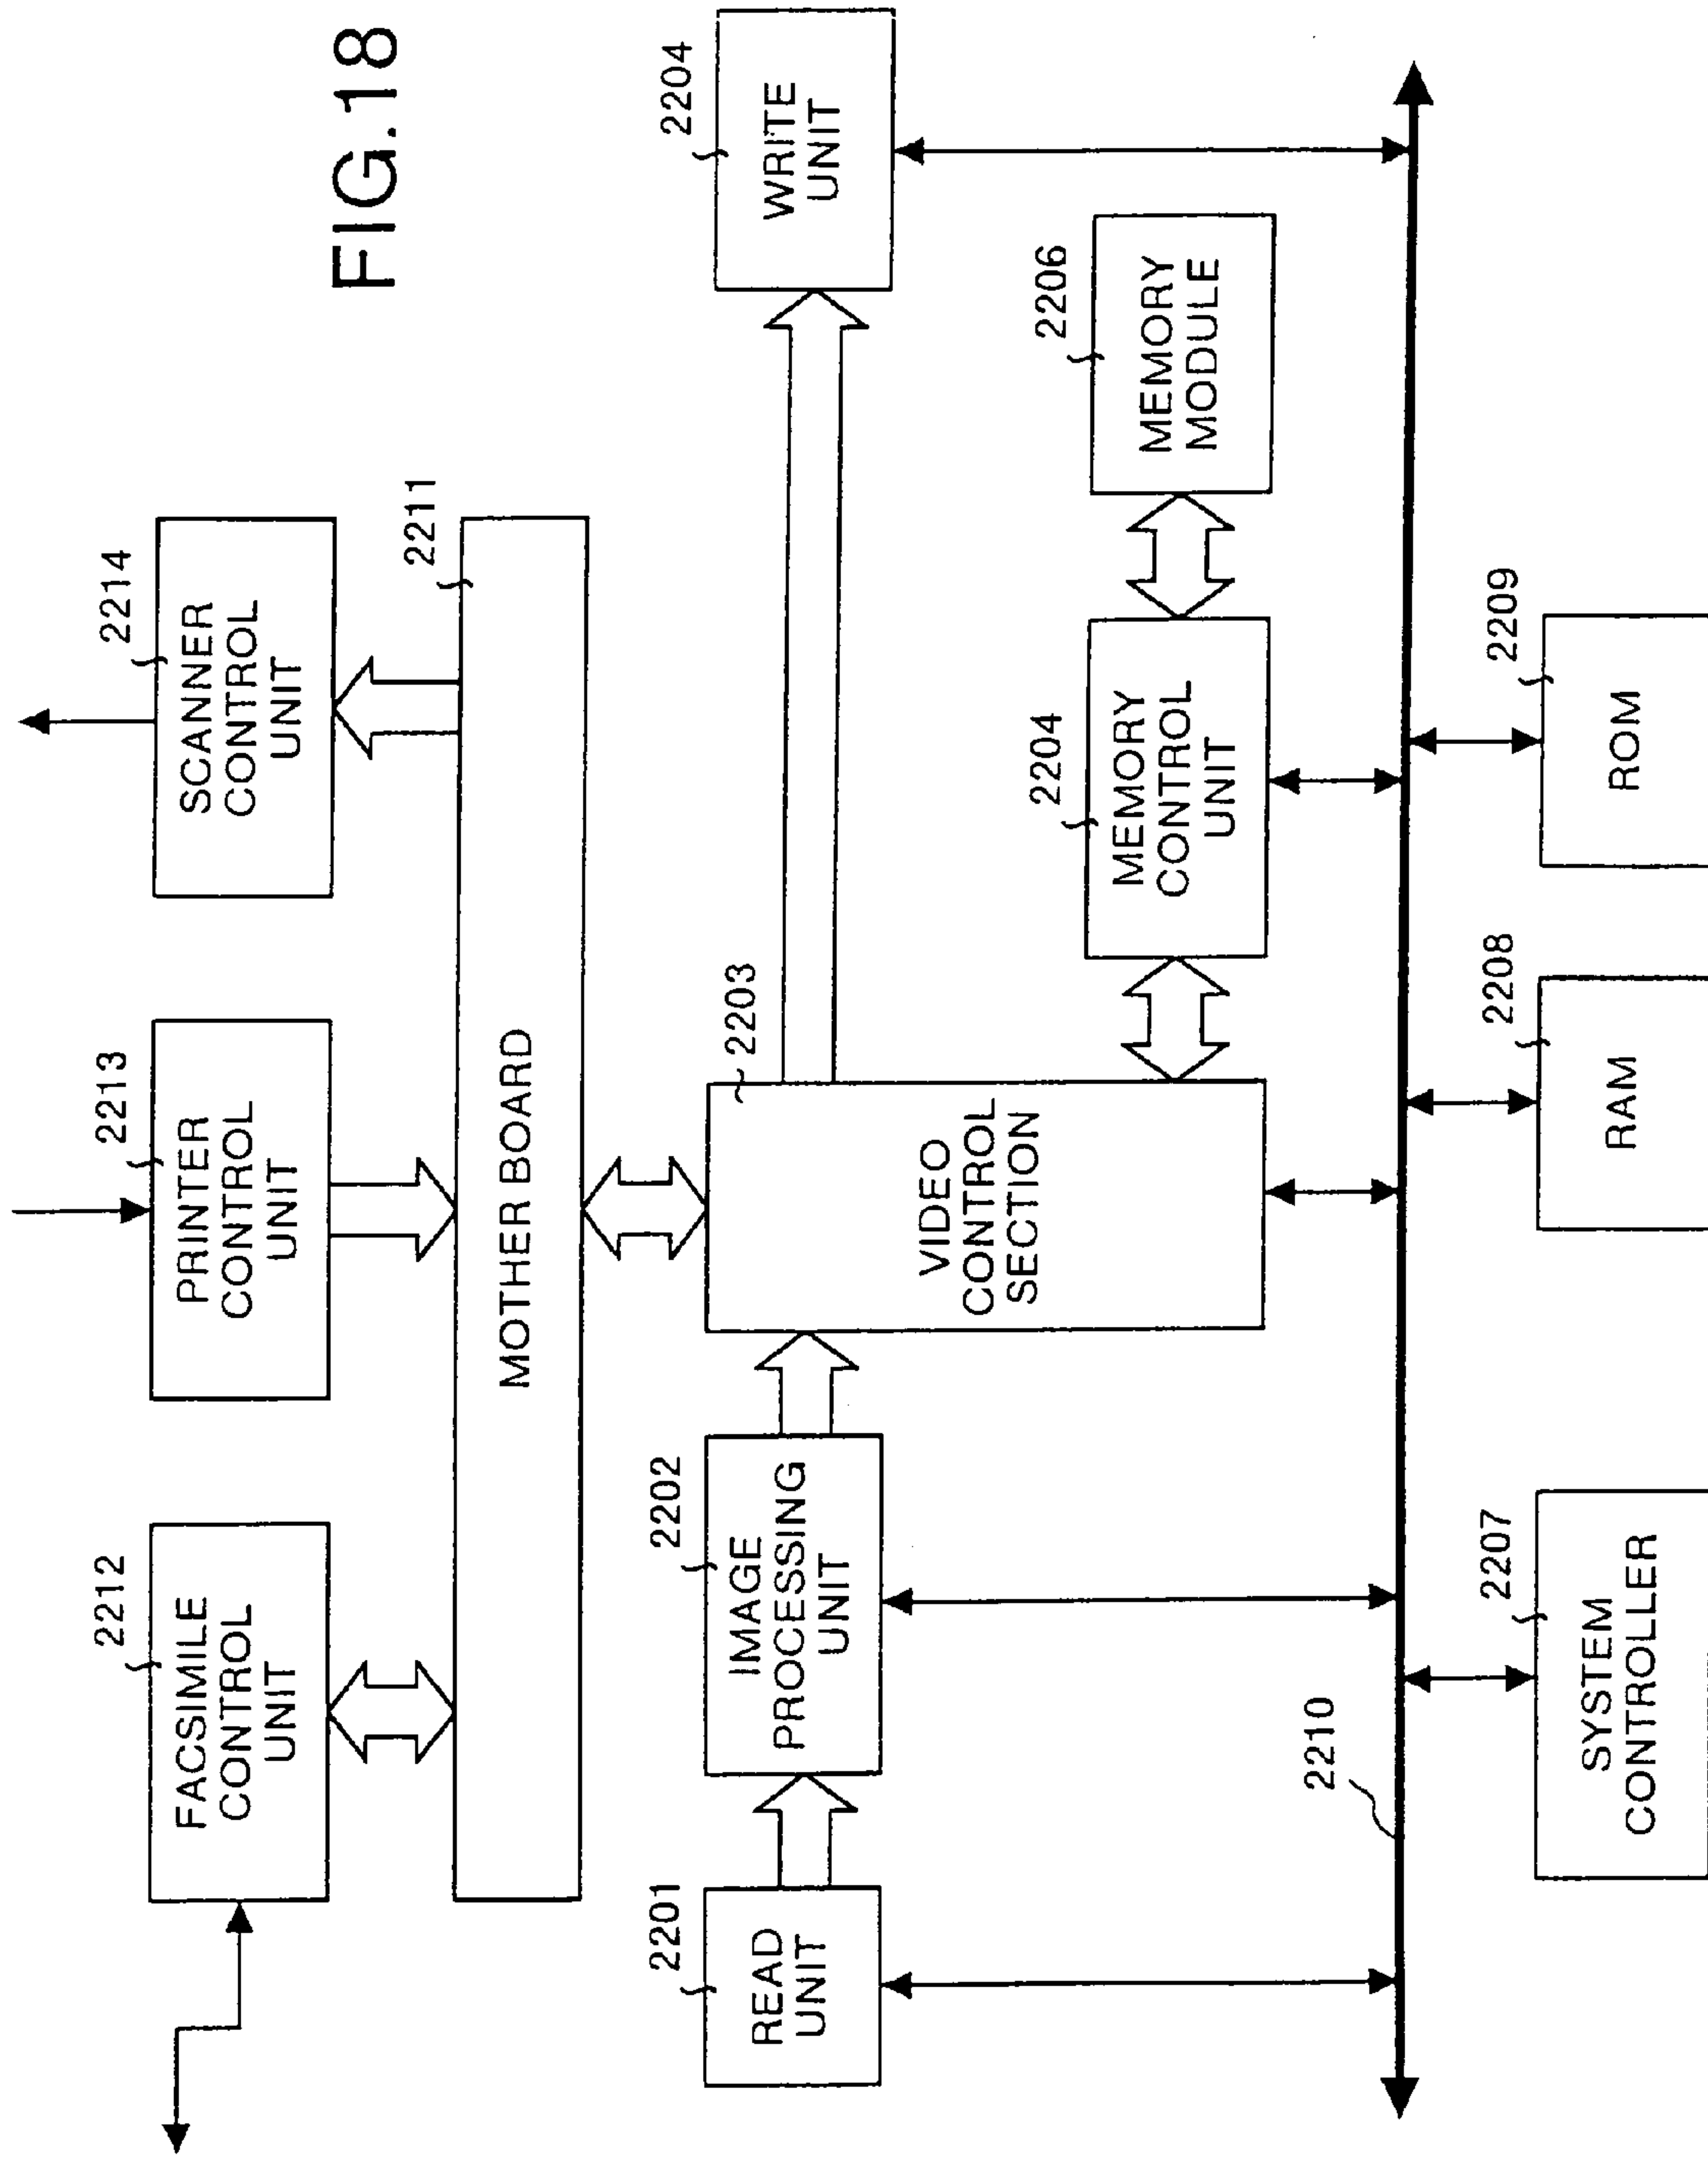 FIG.18
2212
FACSIMILE
CONTROL
UNIT
2213
PRINTER
CONTROL
UNIT
2214
SCANNER
CONTROL
UNIT
2211
MOTHER BOARD
2201
READ
UNIT
2202
IMAGE
PROCESSING
UNIT
2203
VIDEO
CONTROL
SECTION
2204
WRITE
UNIT
2204
MEMORY
CONTROL
UNIT
2206
MEMORY
MODULE
2210
2207
SYSTEM
CONTROLLER
2208
RAM
2209
ROM